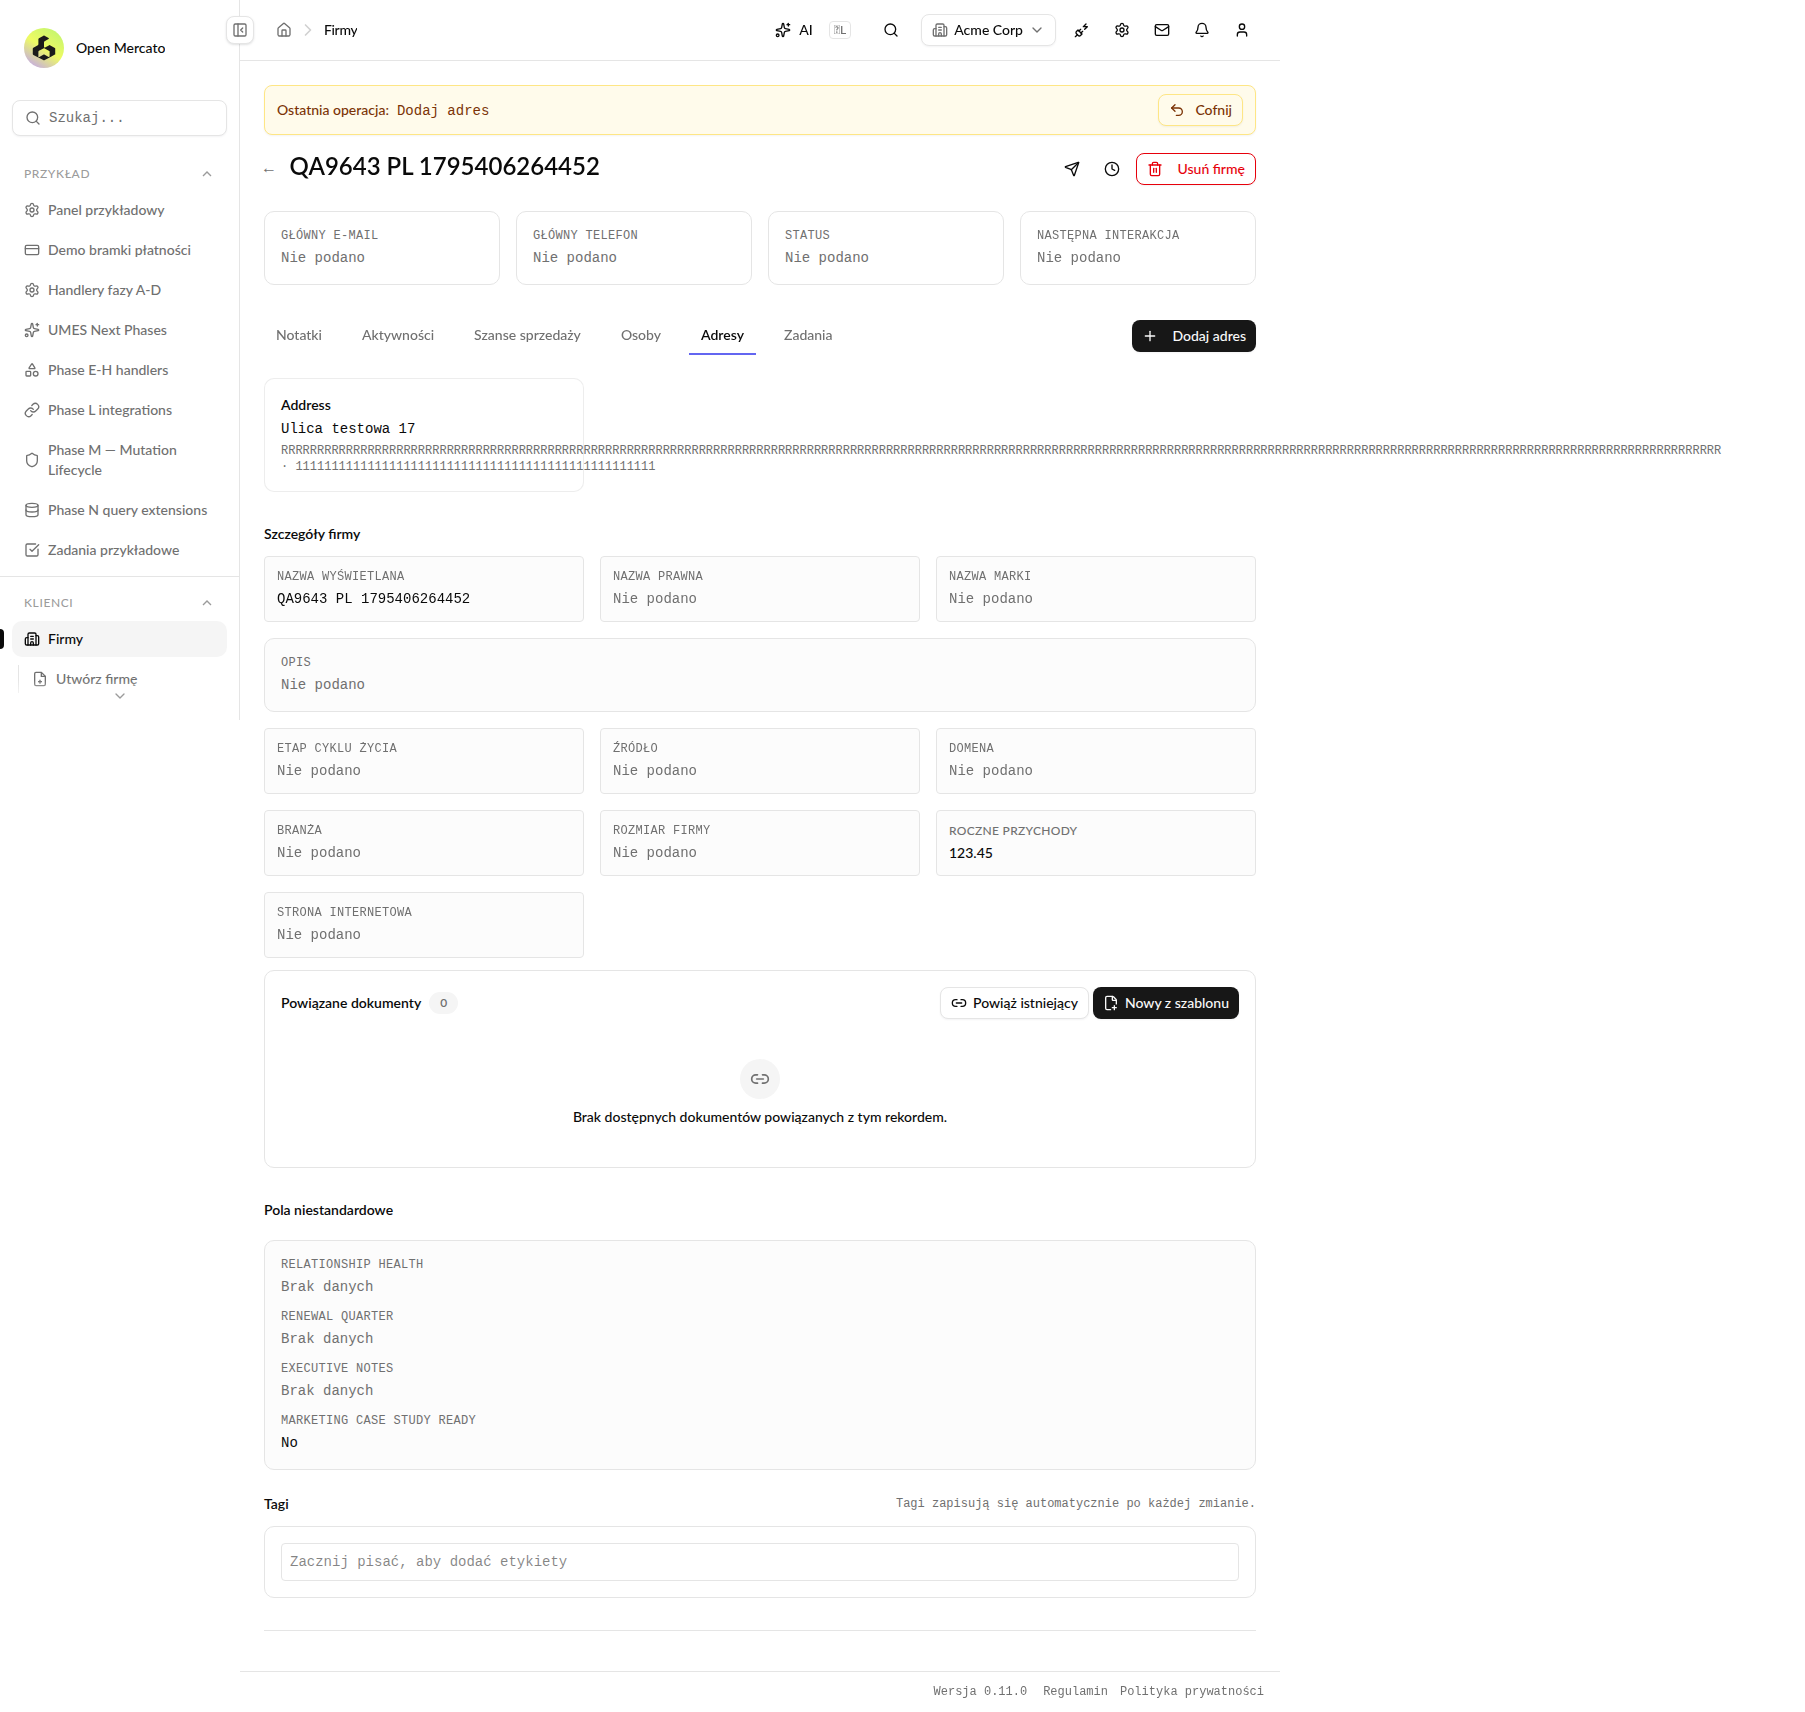 Open Mercato
Szukaj...
PRZYKŁAD
Panel przykładowy
Demo bramki płatności
Handlery fazy A-D
UMES Next Phases
Phase E-H handlers
Phase L integrations
Phase M — Mutation
Lifecycle
Phase N query extensions
Zadania przykładowe
KLIENCI
Firmy
Utwórz firmę
Firmy
AI
Acme Corp
Ostatnia operacja: Dodaj adres
Cofnij
← QA9643 PL 1795406264452
Usuń firmę
GŁÓWNY E-MAIL
Nie podano
GŁÓWNY TELEFON
Nie podano
STATUS
Nie podano
NASTĘPNA INTERAKCJA
Nie podano
Notatki Aktywności Szanse sprzedaży Osoby Adresy Zadania
Dodaj adres
Address
Ulica testowa 17
Szczegóły firmy
NAZWA WYŚWIETLANA
QA9643 PL 1795406264452
NAZWA PRAWNA
Nie podano
NAZWA MARKI
Nie podano
OPIS
Nie podano
ETAP CYKLU ŻYCIA
Nie podano
ŹRÓDŁO
Nie podano
DOMENA
Nie podano
BRANŻA
Nie podano
ROZMIAR FIRMY
Nie podano
ROCZNE PRZYCHODY
123.45
STRONA INTERNETOWA
Nie podano
Powiązane dokumenty 0
Powiąż istniejący
Nowy z szablonu
Brak dostępnych dokumentów powiązanych z tym rekordem.
Pola niestandardowe
RELATIONSHIP HEALTH
Brak danych
RENEWAL QUARTER
Brak danych
EXECUTIVE NOTES
Brak danych
MARKETING CASE STUDY READY
No
Tagi
Tagi zapisują się automatycznie po każdej zmianie.
Zacznij pisać, aby dodać etykiety
Wersja 0.11.0 Regulamin Polityka prywatności